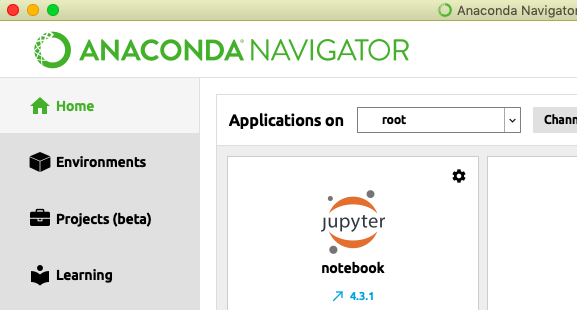 Anaconda Navigator
ANACONDA NAVIGATOR
Home
Applications on
root
Chann
Environments
Projects (beta)
Learning
jupyter
notebook
4.3.1